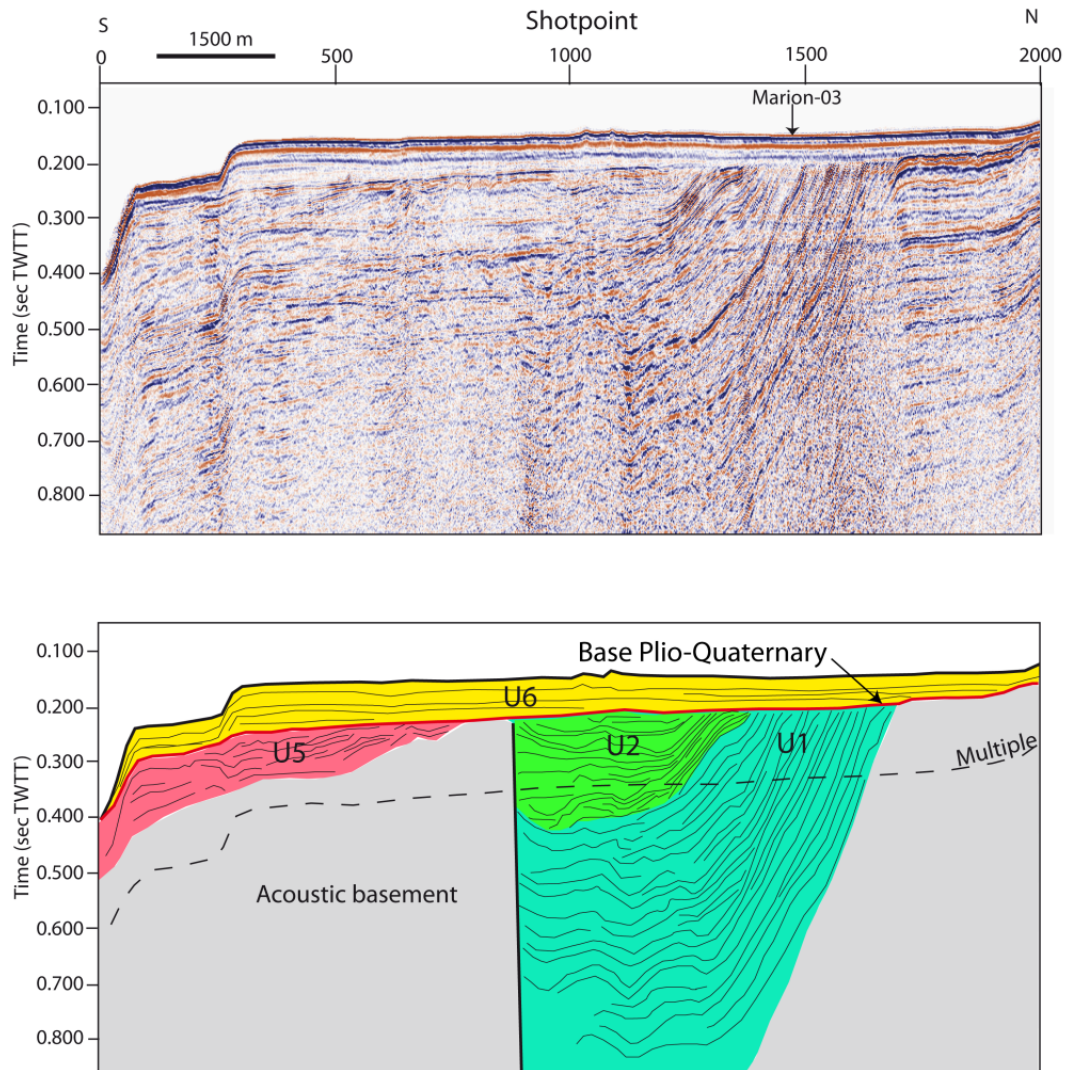 S
Shotpoint
N
1500 m
0
500
1000
1500
2000
Marion-03
0.100
0.200
0.300
0.400
0.500
0.600
0.700
0.800
Time (sec TWTT)
Base Plio-Quaternary
U6
U5
U2
U1
Multiple
Acoustic basement
0.100
0.200
0.300
0.400
0.500
0.600
0.700
0.800
Time (sec TWTT)